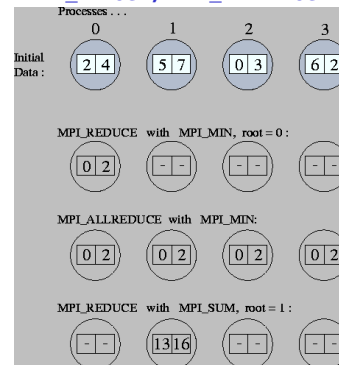 Processes . . .
0 1 2 3
Initial
Data :
2 4 5 7 0 3 6 2
MPI_REDUCE with MPI_MIN, root = 0 :
0 2 - - - - - -
MPI_ALLREDUCE with MPI_MIN:
0 2 0 2 0 2 0 2
MPI_REDUCE with MPI_SUM, root = 1 :
- - 13 16 - - - -